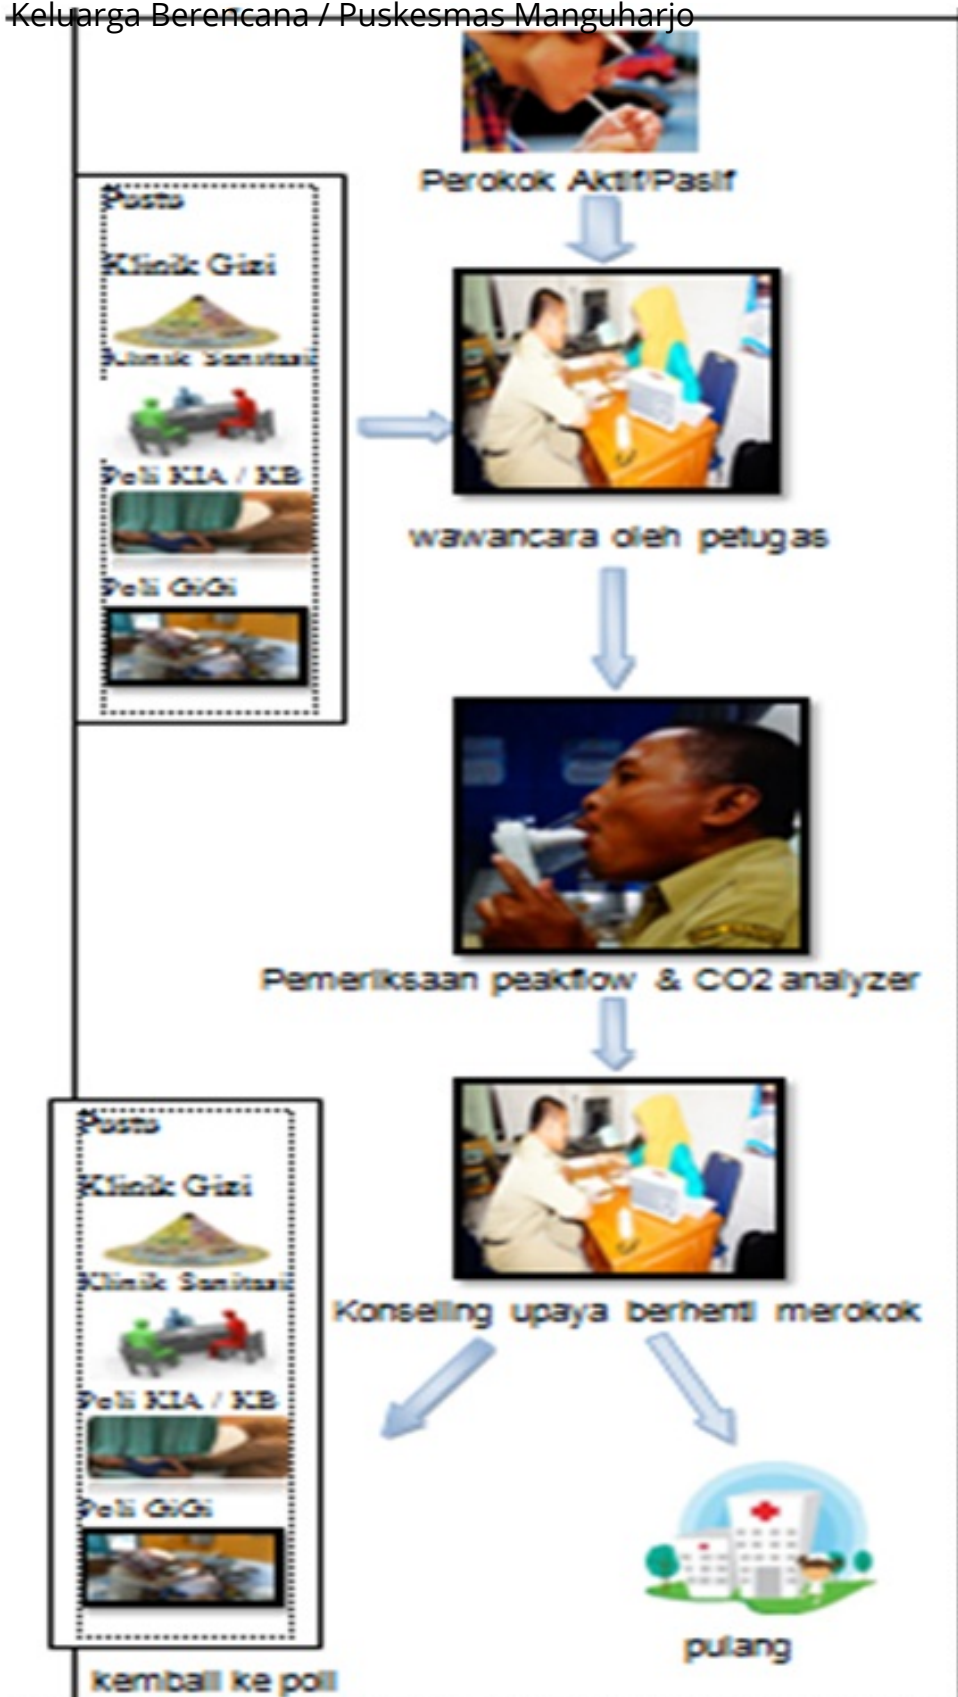 Keluarga Berencana / Puskesmas Manguharjo
Perokok Aktif/Pasif
Pustu
Klinik Gizi
Klinik Sanitasi
Poli KIA / KB
Poli GiGi
wawancara oleh petugas
Pemeriksaan peakflow & CO2 analyzer
Konseling upaya berhenti merokok
Pustu
Klinik Gizi
Klinik Sanitasi
Poli KIA / KB
Poli GiGi
kembali ke poli
pulang